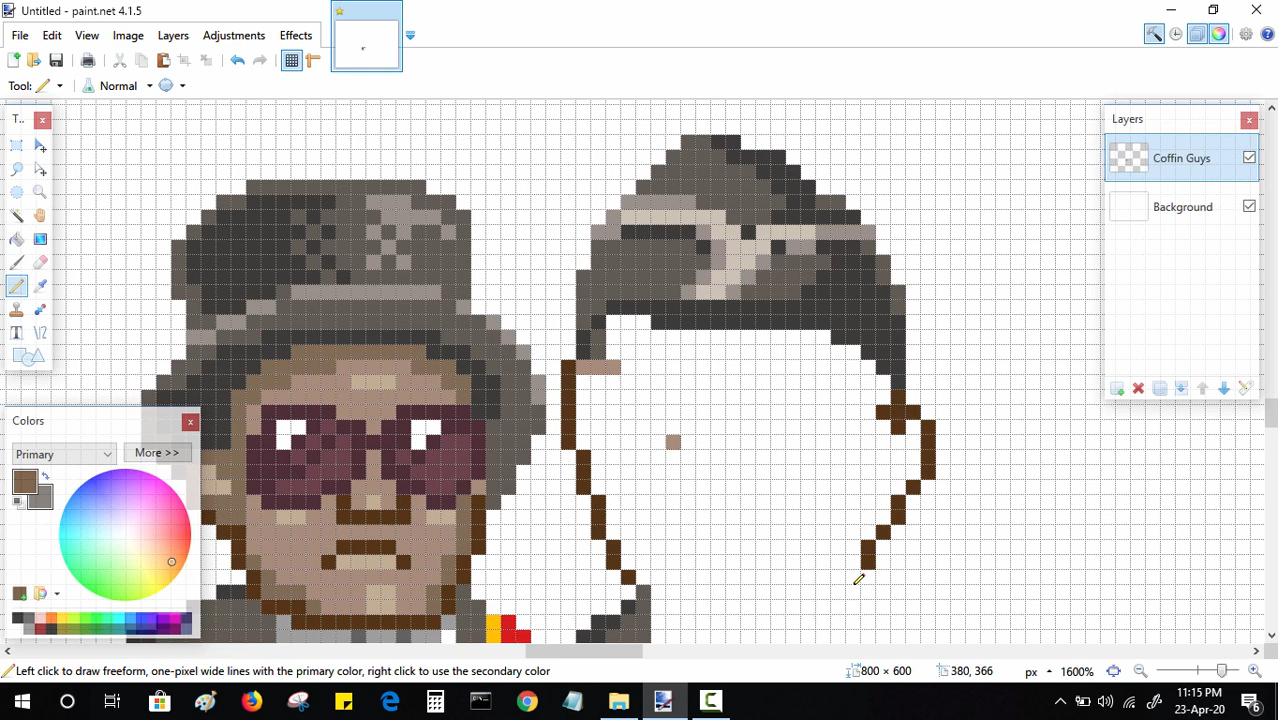 Untitled - paint.net 4.1.5
File Edit View Image Layers Adjustments Effects
Tool: Normal
T..
Layers
Coffin Guys
Background
Colors
Primary More >>
Left click to draw freeform, one-pixel wide lines with the primary color, right click to use the secondary color
800 × 600 380, 366 px 1600%
1:15 PM
23-Apr-20
6